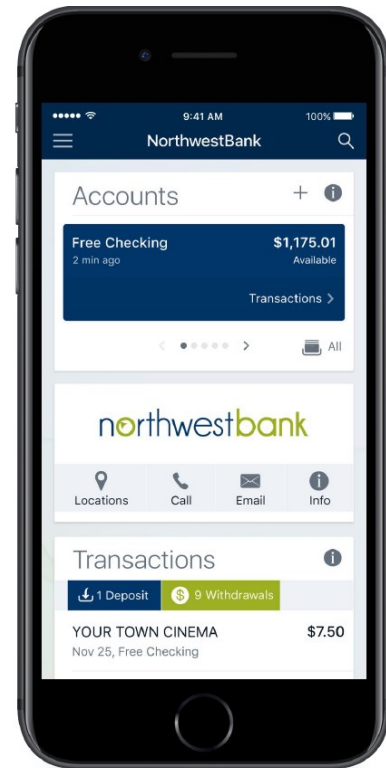 9:41 AM 100%
NorthwestBank
Accounts
Free Checking $1,175.01
2 min ago Available
Transactions >
< > All
northwestbank
Locations Call Email Info
Transactions
1 Deposit $ 9 Withdrawals
YOUR TOWN CINEMA $7.50
Nov 25, Free Checking